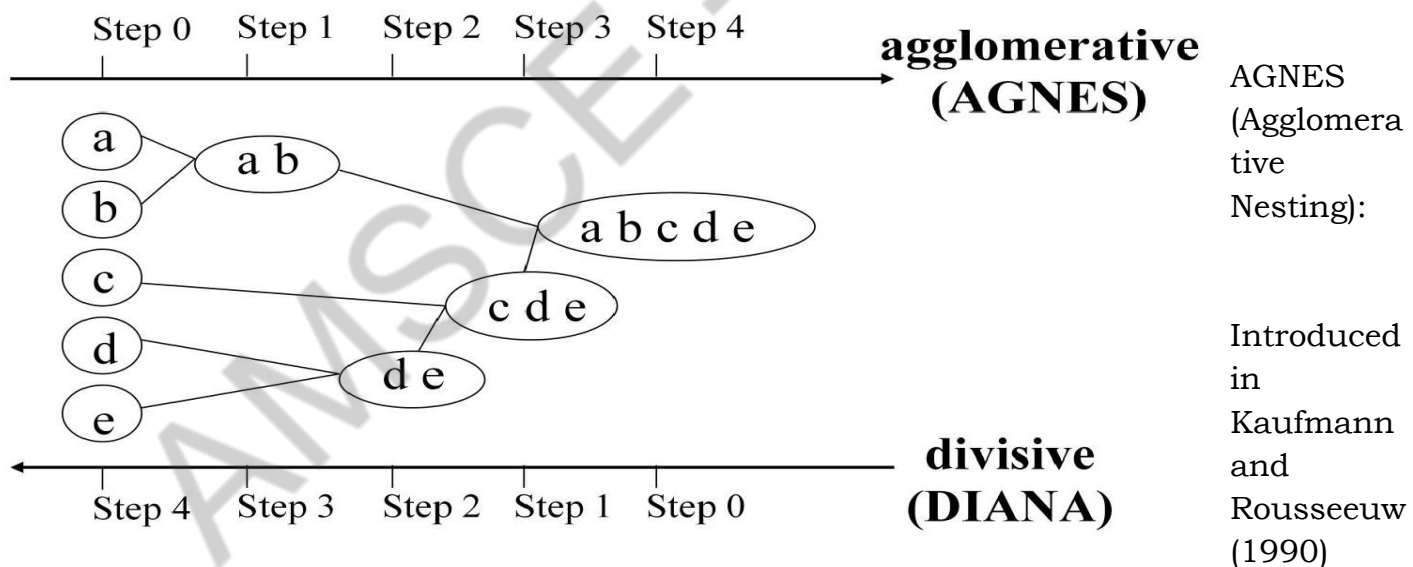 Step 0 Step 1 Step 2 Step 3 Step 4
agglomerative
(AGNES)
a
b
a b
c
d
e
d e
c d e
a b c d e
Step 4 Step 3 Step 2 Step 1 Step 0
divisive
(DIANA)
AGNES
(Agglomera
tive
Nesting):
Introduced
in
Kaufmann
and
Rousseeuw
(1990)
AMSCE